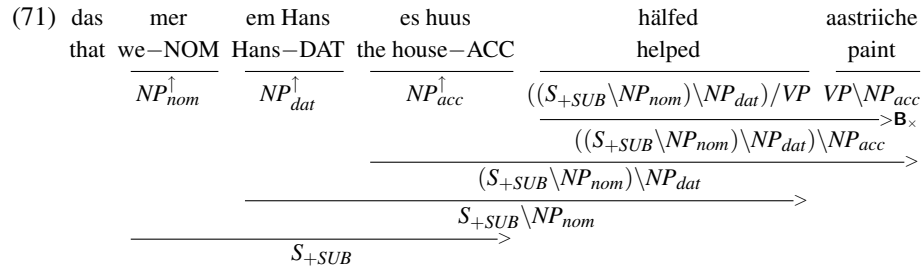 (71) das mer em Hans es huus hälfed aastriiche
that we−NOM Hans−DAT the house−ACC helped paint
NP↑nom NP↑dat NP↑acc ((S+SUB\NPnom)\NPdat)/VP VP\NPacc
>B×
((S+SUB\NPnom)\NPdat)\NPacc
>
(S+SUB\NPnom)\NPdat
>
S+SUB\NPnom
>
S+SUB